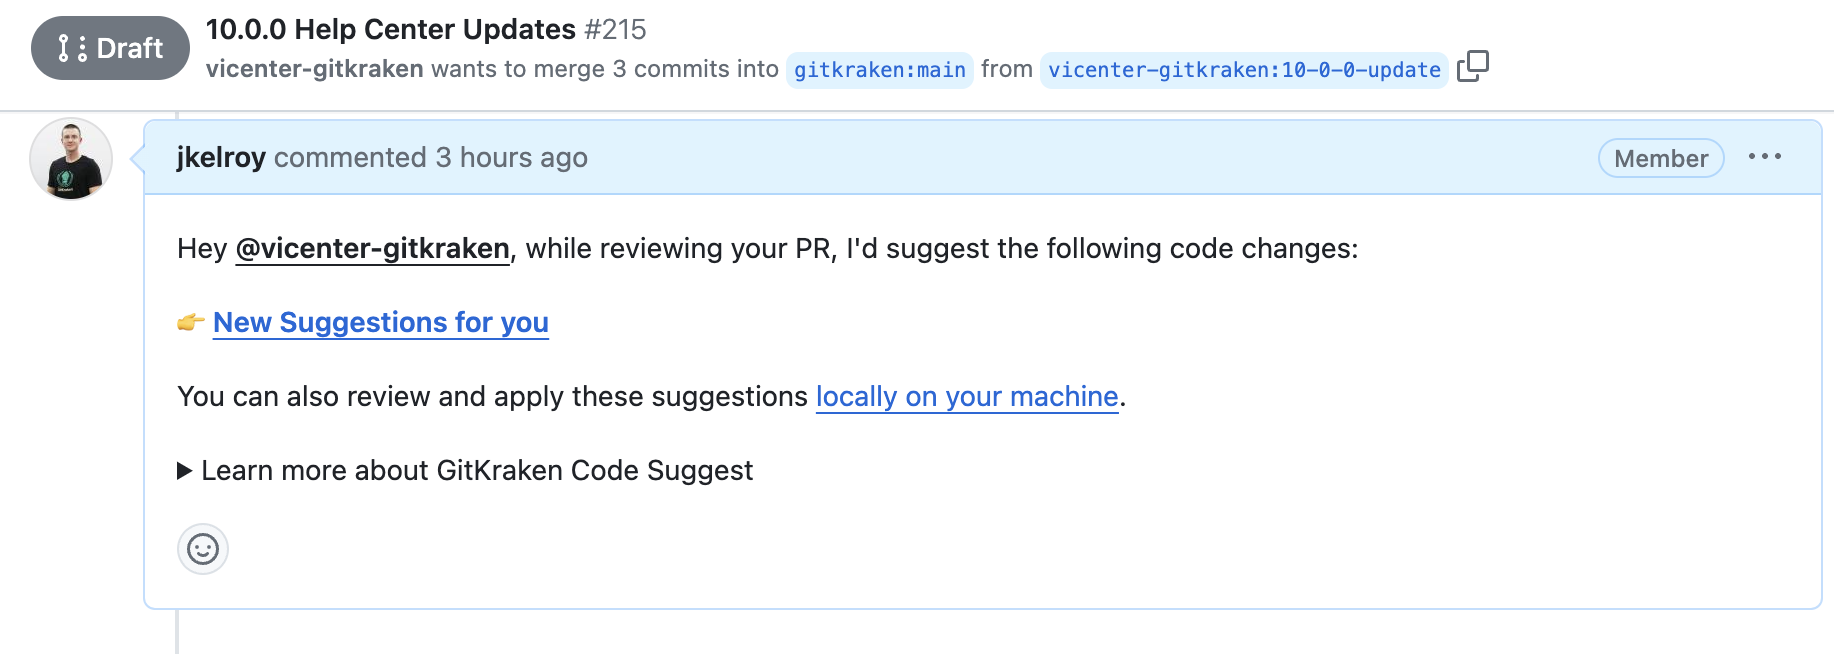 Draft
10.0.0 Help Center Updates #215
vicenter-gitkraken wants to merge 3 commits into gitkraken:main from vicenter-gitkraken:10-0-0-update
jkelroy commented 3 hours ago
Member
Hey @vicenter-gitkraken, while reviewing your PR, I'd suggest the following code changes:
👉 New Suggestions for you
You can also review and apply these suggestions locally on your machine.
Learn more about GitKraken Code Suggest